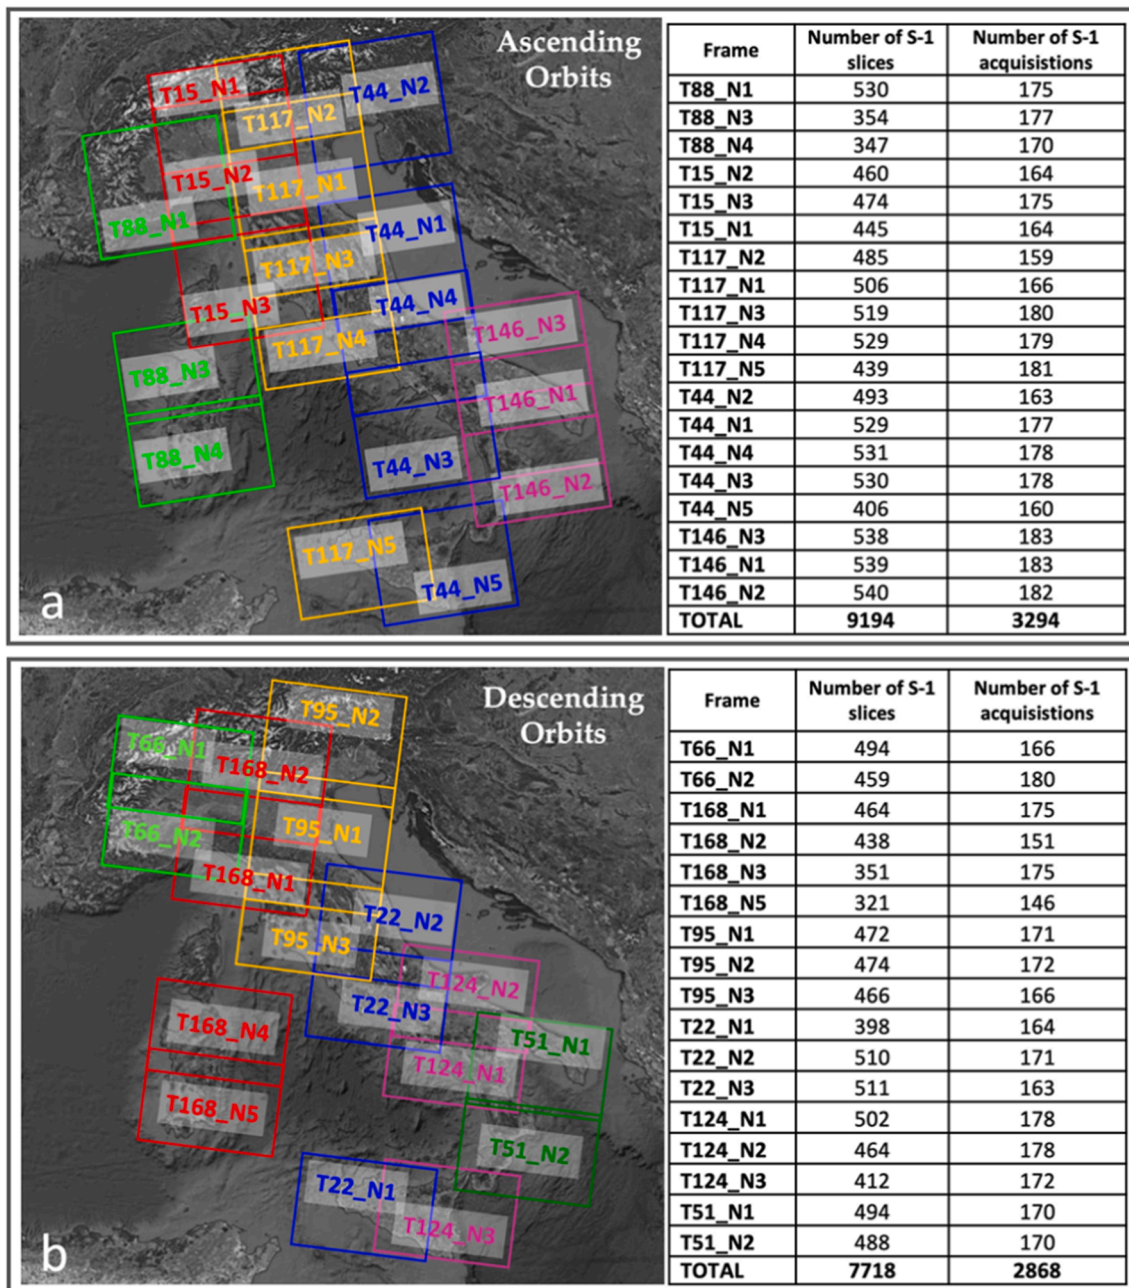 Ascending
Orbits
T15_N1
T44_N2
T117_N2
T15_N2
T117_N1
T88_N1
T44_N1
T117_N3
T44_N4
T15_N3
T146_N3
T117_N4
T88_N3
T146_N1
T88_N4
T44_N3
T146_N2
T117_N5
T44_N5
a
Frame Number of S-1 slices Number of S-1 acquisistions
T88_N1 530 175
T88_N3 354 177
T88_N4 347 170
T15_N2 460 164
T15_N3 474 175
T15_N1 445 164
T117_N2 485 159
T117_N1 506 166
T117_N3 519 180
T117_N4 529 179
T117_N5 439 181
T44_N2 493 163
T44_N1 529 177
T44_N4 531 178
T44_N3 530 178
T44_N5 406 160
T146_N3 538 183
T146_N1 539 183
T146_N2 540 182
TOTAL 9194 3294
Descending
Orbits
T95_N2
T66_N1
T168_N2
T66_N2
T95_N1
T168_N1
T22_N2
T95_N3
T124_N2
T22_N3
T168_N4
T51_N1
T124_N1
T168_N5
T51_N2
T22_N1
T124_N3
b
Frame Number of S-1 slices Number of S-1 acquisistions
T66_N1 494 166
T66_N2 459 180
T168_N1 464 175
T168_N2 438 151
T168_N3 351 175
T168_N5 321 146
T95_N1 472 171
T95_N2 474 172
T95_N3 466 166
T22_N1 398 164
T22_N2 510 171
T22_N3 511 163
T124_N1 502 178
T124_N2 464 178
T124_N3 412 172
T51_N1 494 170
T51_N2 488 170
TOTAL 7718 2868